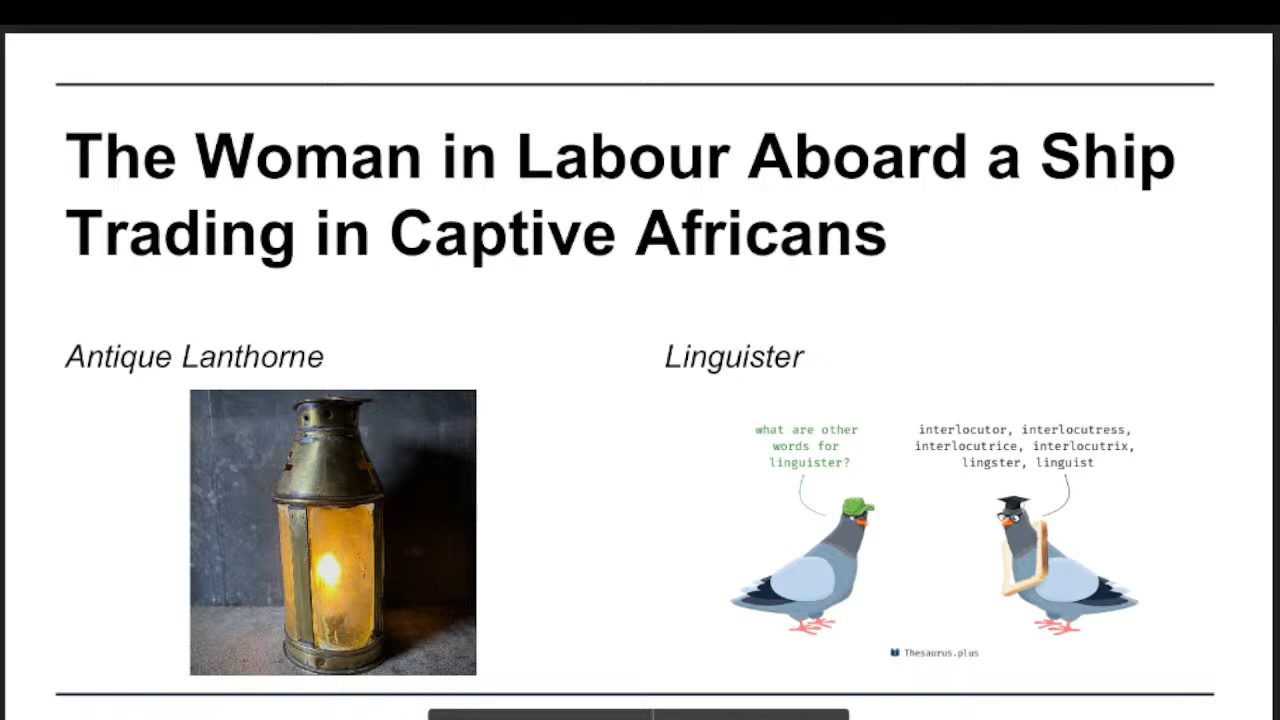 The Woman in Labour Aboard a Ship
Trading in Captive Africans
Antique Lanthorne
Linguister
what are other
words for
linguister?
interlocutor, interlocutress,
interlocutrice, interlocutrix,
lingster, linguist
Thesaurus.plus